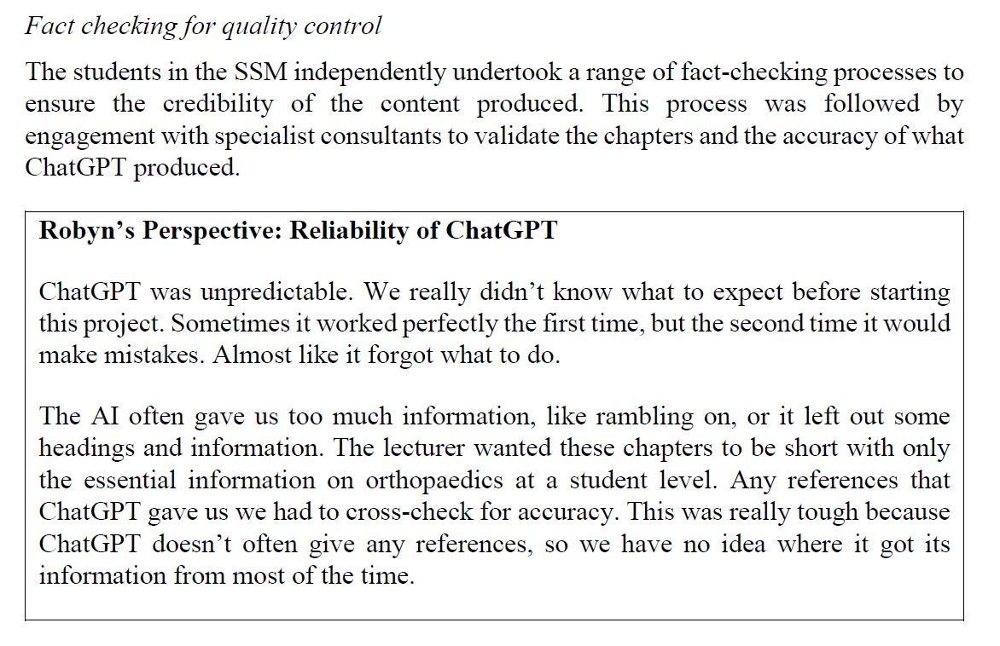 Fact checking for quality control
The students in the SSM independently undertook a range of fact-checking processes to
ensure the credibility of the content produced. This process was followed by
engagement with specialist consultants to validate the chapters and the accuracy of what
ChatGPT produced.
Robyn’s Perspective: Reliability of ChatGPT
ChatGPT was unpredictable. We really didn’t know what to expect before starting
this project. Sometimes it worked perfectly the first time, but the second time it would
make mistakes. Almost like it forgot what to do.
The AI often gave us too much information, like rambling on, or it left out some
headings and information. The lecturer wanted these chapters to be short with only
the essential information on orthopaedics at a student level. Any references that
ChatGPT gave us we had to cross-check for accuracy. This was really tough because
ChatGPT doesn’t often give any references, so we have no idea where it got its
information from most of the time.